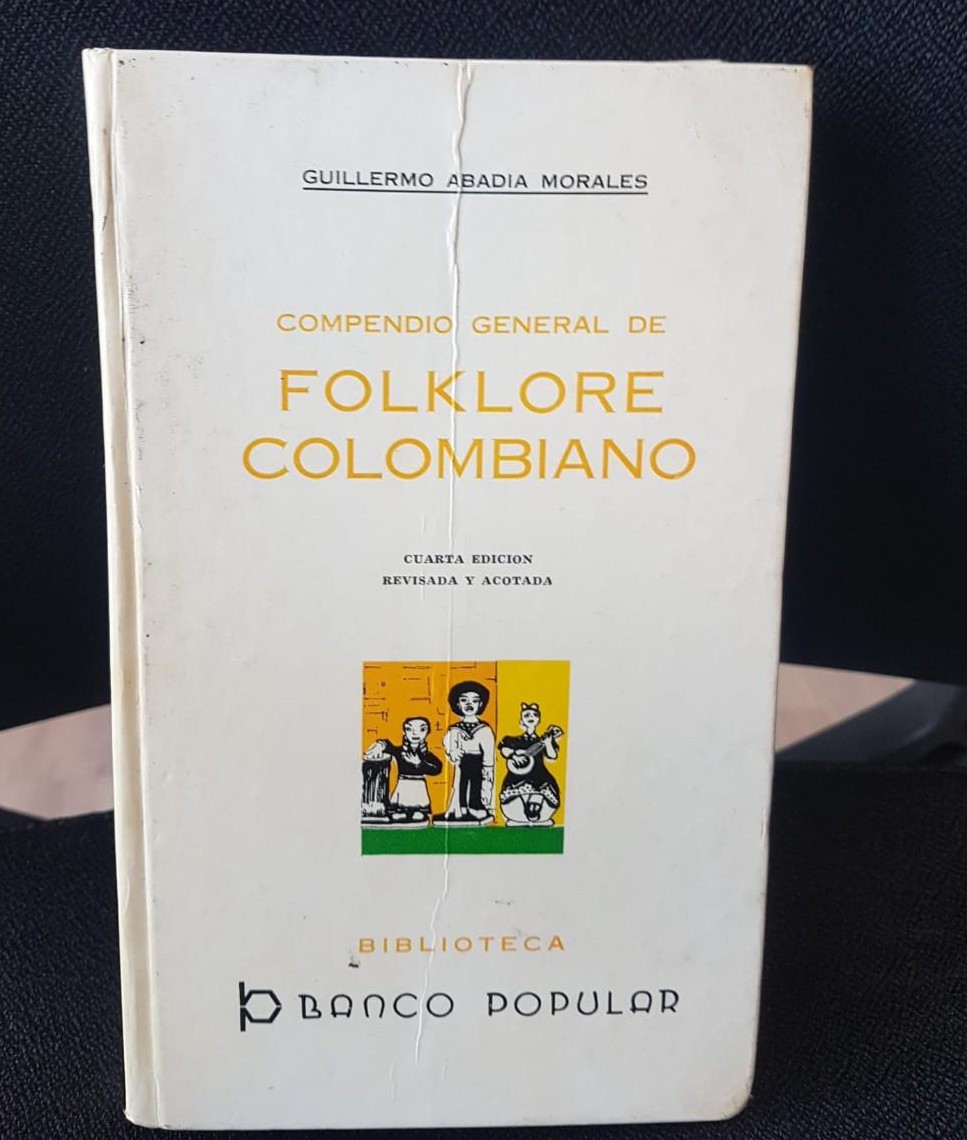 GUILLERMO ABADIA MORALES
COMPENDIO GENERAL DE
FOLKLORE
COLOMBIANO
CUARTA EDICION
REVISADA Y ACOTADA
BIBLIOTECA
BANCO POPULAR